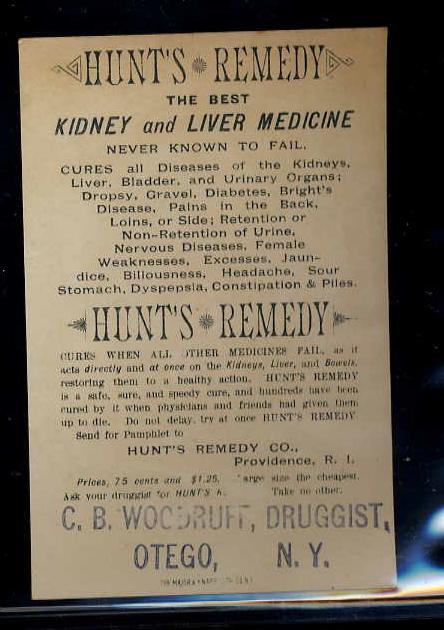 HUNT'S REMEDY
THE BEST
KIDNEY and LIVER MEDICINE
NEVER KNOWN TO FAIL.
CURES all Diseases of the Kidneys,
Liver, Bladder, and Urinary Organs;
Dropsy, Gravel, Diabetes, Bright's
Disease, Pains in the Back,
Loins, or Side; Retention or
Non-Retention of Urine,
Nervous Diseases, Female
Weaknesses, Excesses, Jaun-
dice, Biliousness, Headache, Sour
Stomach, Dyspepsia, Constipation & Piles.
HUNT'S REMEDY
CURES WHEN ALL OTHER MEDICINES FAIL, as it
acts directly and at once on the Kidneys, Liver, and Bowels,
restoring them to a healthy action. HUNT'S REMEDY
is a safe, sure, and speedy cure, and hundreds have been
cured by it when physicians and friends had given them
up to die. Do not delay, try at once HUNT'S REMEDY
Send for Pamphlet to
HUNT'S REMEDY CO.,
Providence, R. I.
Prices, 75 cents and $1.25. Large size the cheapest.
Ask your druggist for HUNT'S R. Take no other.
C. B. WOODRUFF, DRUGGIST,
OTEGO, N. Y.